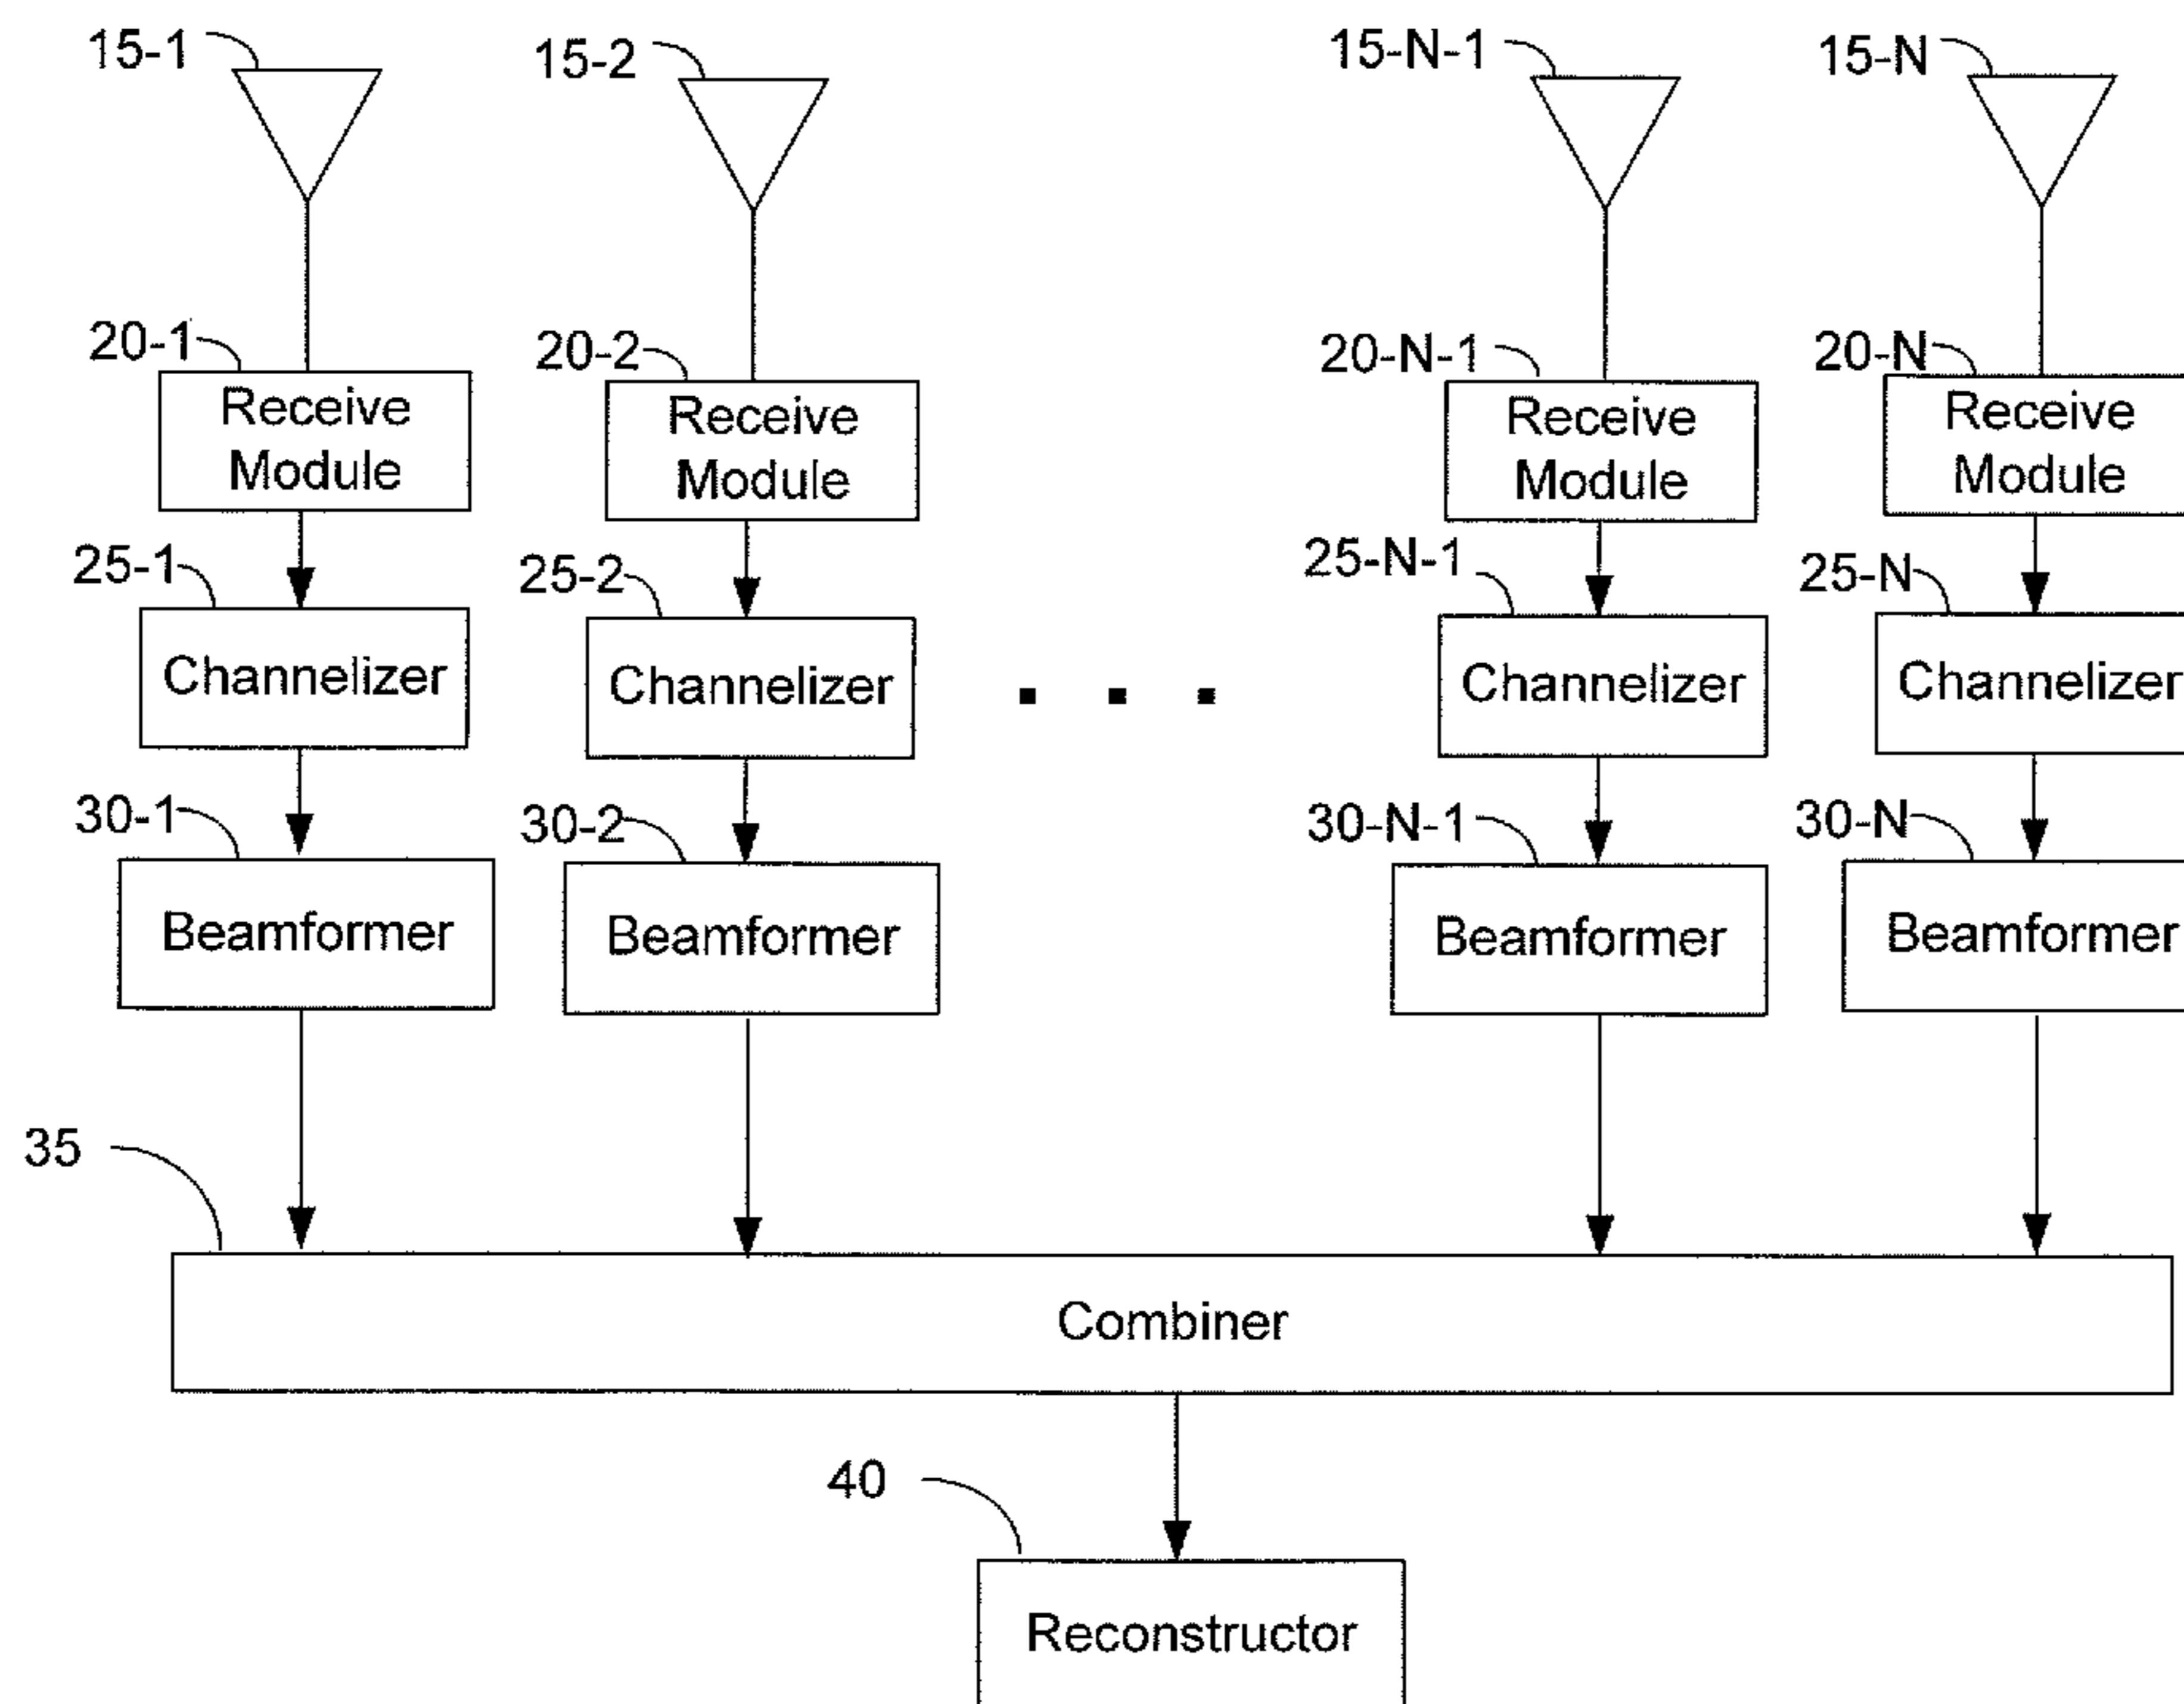 15-1
15-2
15-N-1
15-N
20-1
20-2
20-N-1
20-N
Receive
Module
Receive
Module
Receive
Module
Receive
Module
25-1
25-2
25-N-1
25-N
Channelizer
Channelizer
. . .
Channelizer
Channelizer
30-1
30-2
30-N-1
30-N
Beamformer
Beamformer
Beamformer
Beamformer
35
Combiner
40
Reconstructor